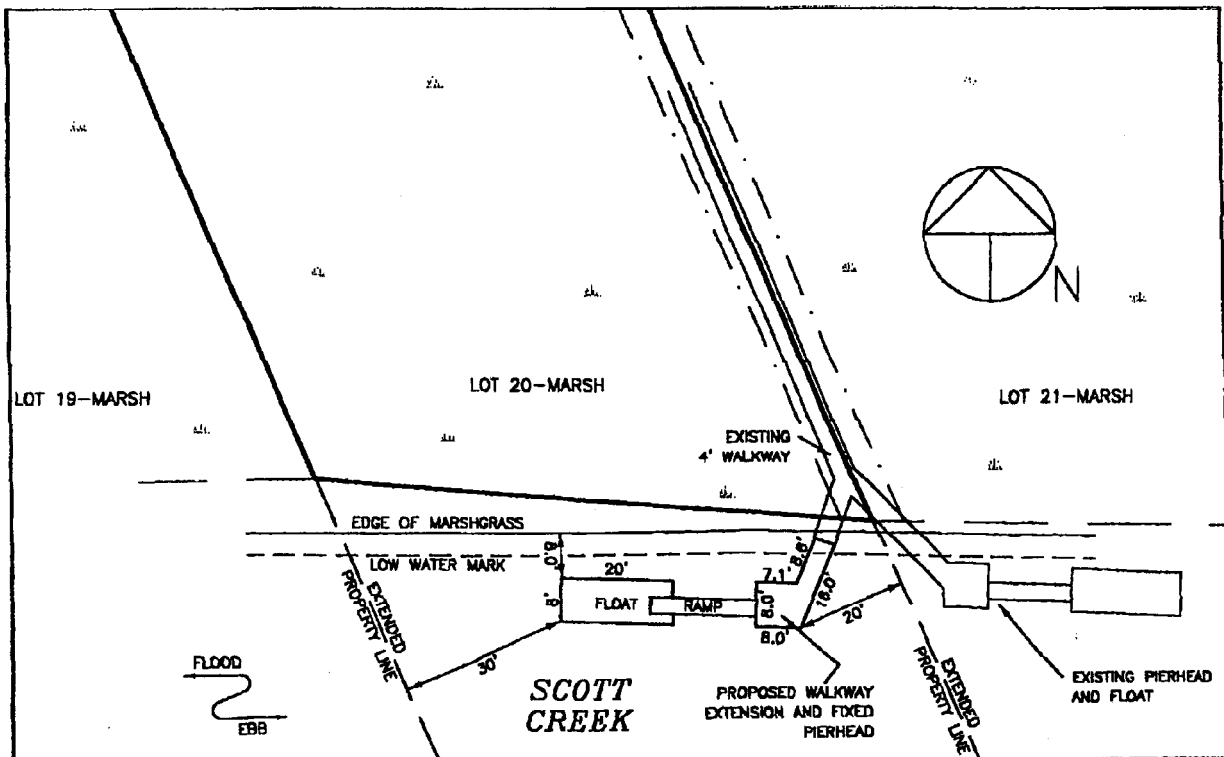 N
LOT 19-MARSH
LOT 20-MARSH
LOT 21-MARSH
EXISTING
4' WALKWAY
EDGE OF MARSHGRASS
LOW WATER MARK
8.0'
20'
8'
FLOAT
RAMP
7.1'
8.6'
8.0'
16.0'
8.0'
20'
30'
EXTENDED
PROPERTY LINE
FLOOD
EBB
SCOTT
CREEK
PROPOSED WALKWAY
EXTENSION AND FIXED
PIERHEAD
EXTENDED
PROPERTY LINE
EXISTING PIERHEAD
AND FLOAT